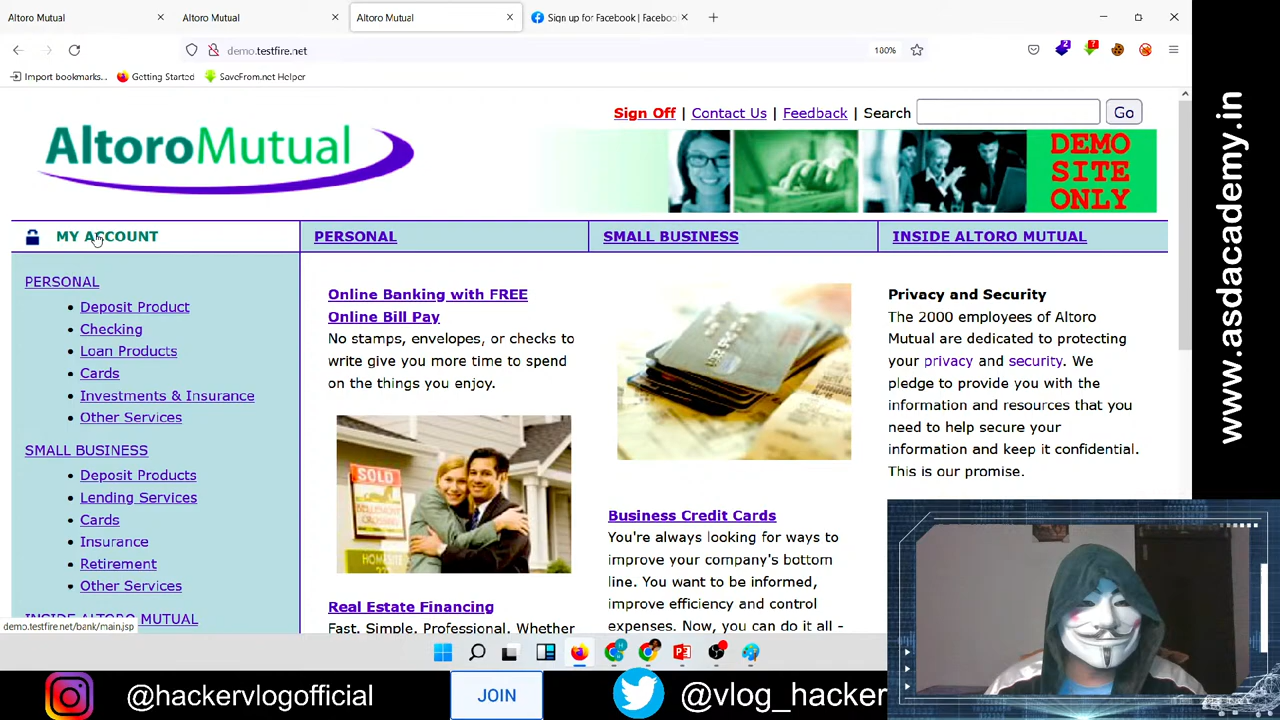 Altoro Mutual
Altoro Mutual
Altoro Mutual
Sign up for Facebook | Faceboo
demo.testfire.net
100%
2
?
Import bookmarks...
Getting Started
SaveFrom.net Helper
Sign Off | Contact Us | Feedback | Search
Go
AltoroMutual
DEMO
SITE
ONLY
MY ACCOUNT
PERSONAL
SMALL BUSINESS
INSIDE ALTORO MUTUAL
PERSONAL
Deposit Product
Checking
Loan Products
Cards
Investments & Insurance
Other Services
SMALL BUSINESS
Deposit Products
Lending Services
Cards
Insurance
Retirement
Other Services
INSIDE ALTORO MUTUAL
demo.testfire.net/bank/main.jsp
Online Banking with FREE
Online Bill Pay
No stamps, envelopes, or checks to
write give you more time to spend
on the things you enjoy.
SOLD
Real Estate Financing
Fast. Simple. Professional. Whether
Business Credit Cards
You're always looking for ways to
improve your company's bottom
line. You want to be informed,
improve efficiency and control
expenses. Now, you can do it all -
Privacy and Security
The 2000 employees of Altoro
Mutual are dedicated to protecting
your privacy and security. We
pledge to provide you with the
information and resources that you
need to help secure your
information and keep it confidential.
This is our promise.
www.asdacademy.in
@hackervlogofficial
JOIN
@vlog_hacker